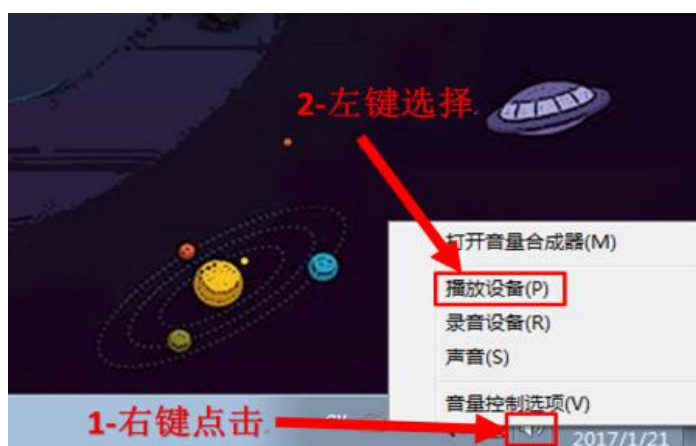 2-左键选择
打开音量合成器(M)
播放设备(P)
录音设备(R)
声音(S)
音量控制选项(V)
1-右键点击
2017/1/21